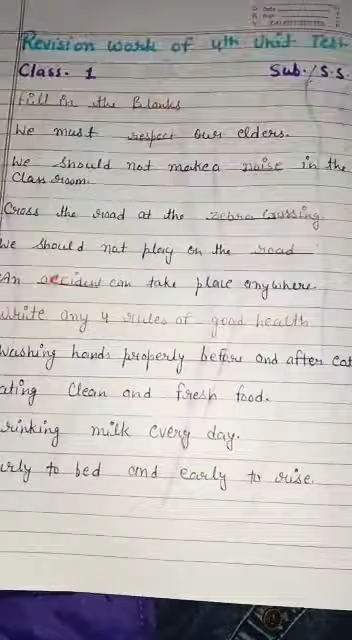 Revision work of 4th Unit Test
Class. 1 Sub./S.S.
Fill in the Blanks
We must respect our elders.
We should not make a noise in the
Class room.
Cross the road at the zebra Crossing.
We should not play on the road
An accident can take place anywhere.
Write any 4 rules of good health
Washing hands properly before and after eat
ating Clean and fresh food.
rinking milk every day.
arly to bed and early to rise.